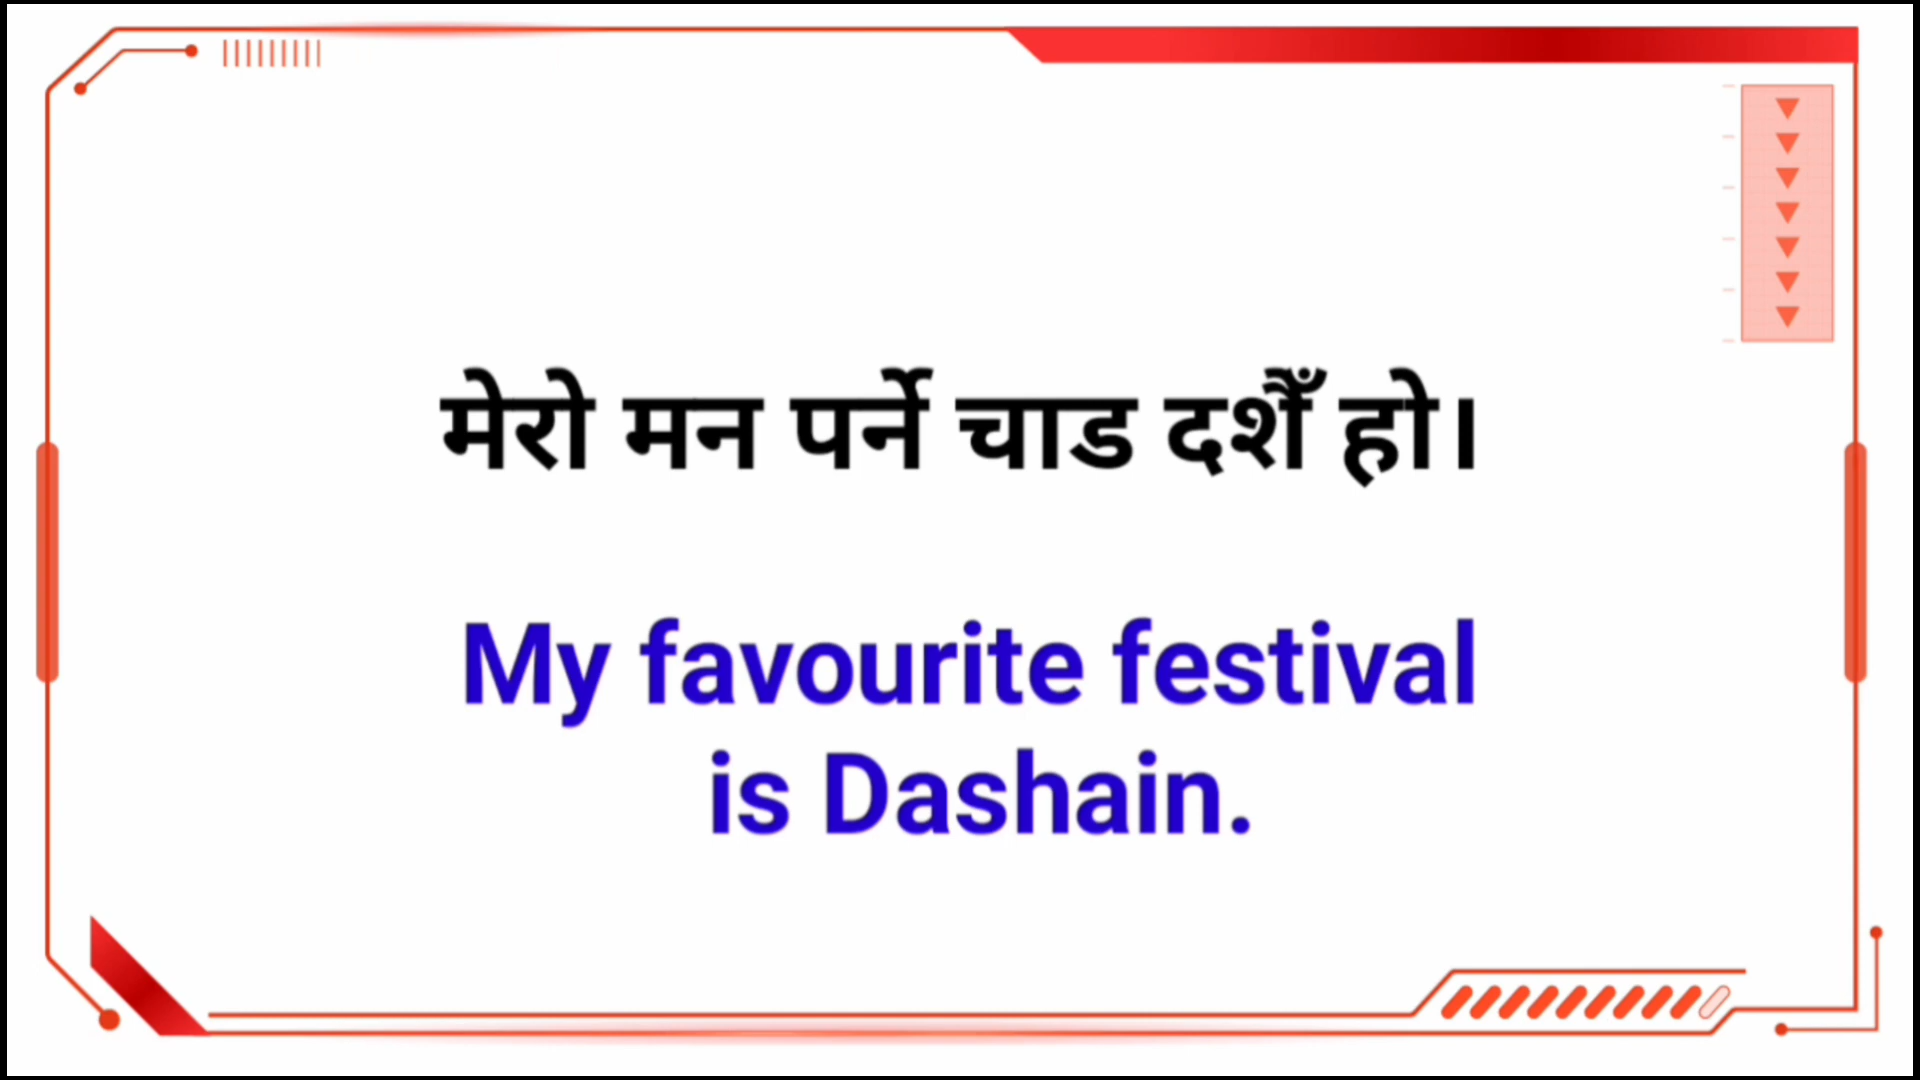 मेरो मन पर्ने चाड दशैँ हो।
My favourite festival
is Dashain.